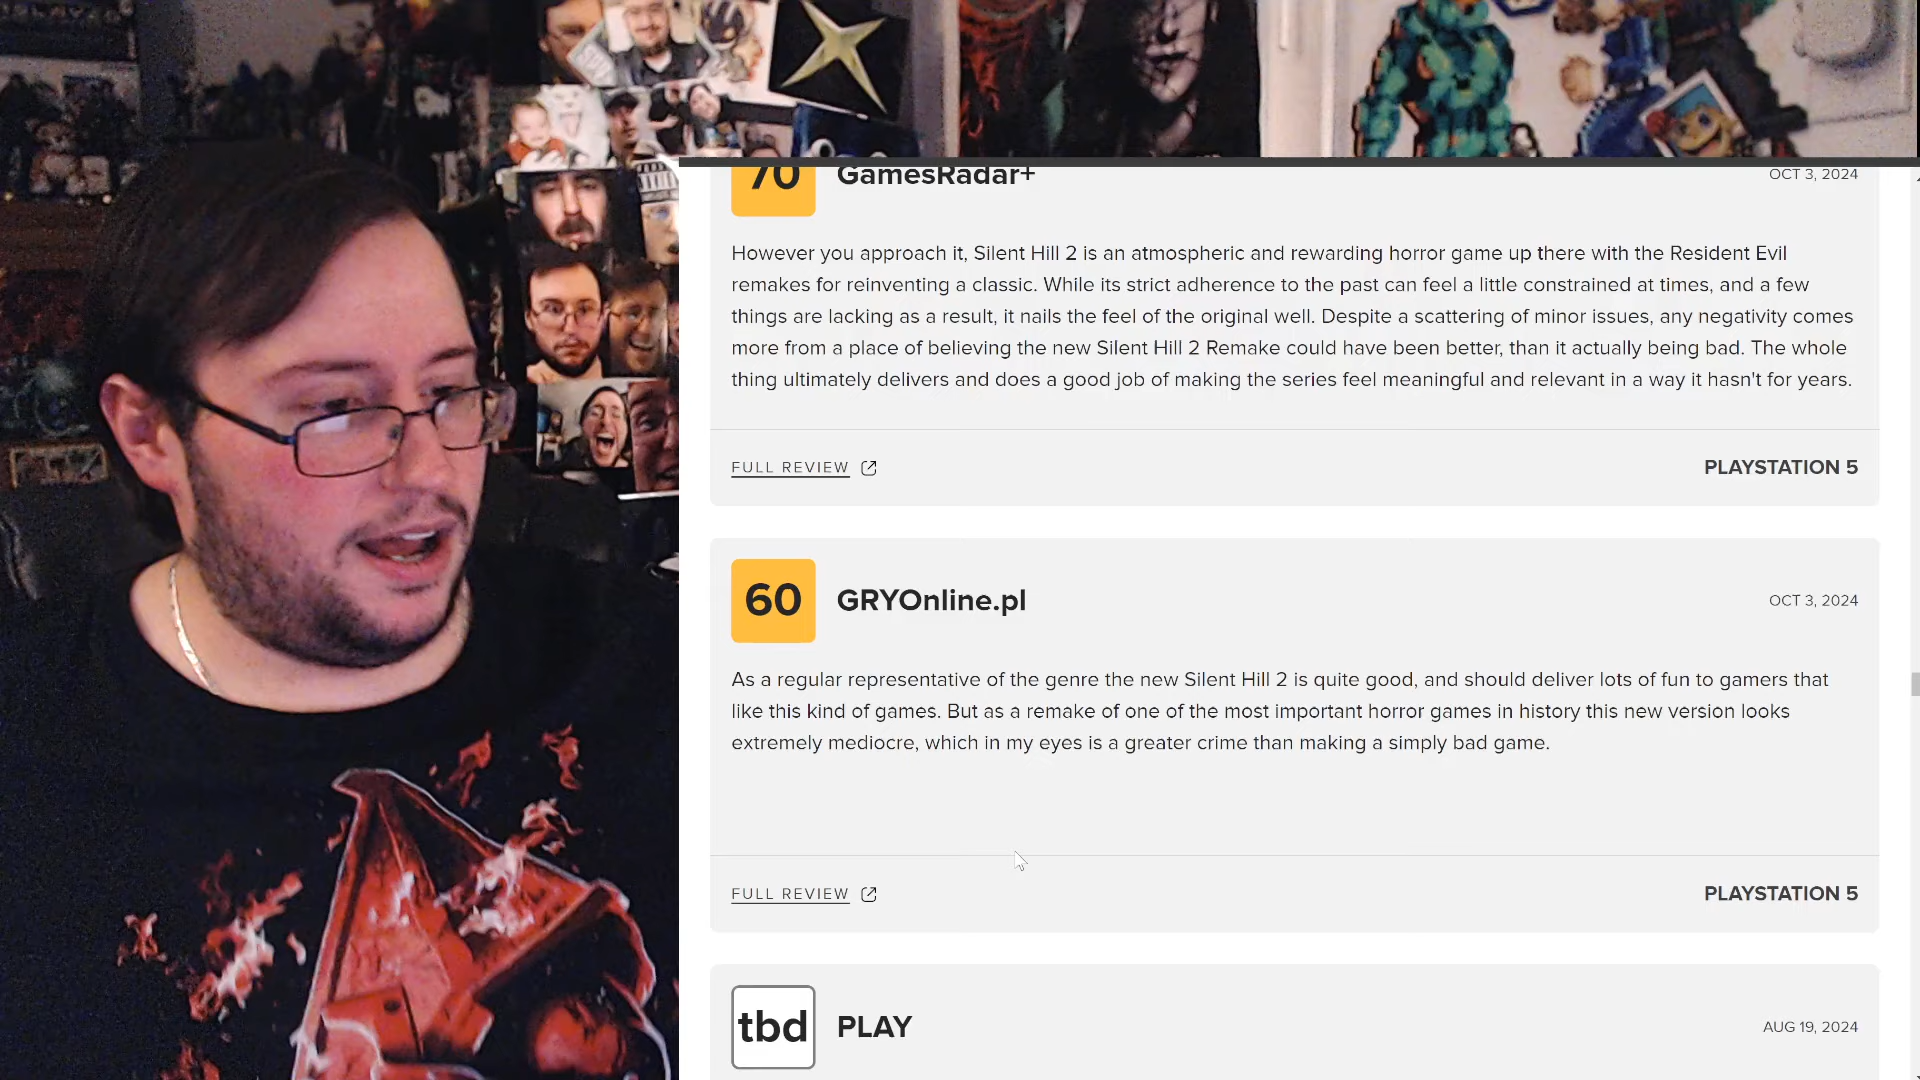 70 GamesRadar+ OCT 3, 2024
However you approach it, Silent Hill 2 is an atmospheric and rewarding horror game up there with the Resident Evil
remakes for reinventing a classic. While its strict adherence to the past can feel a little constrained at times, and a few
things are lacking as a result, it nails the feel of the original well. Despite a scattering of minor issues, any negativity comes
more from a place of believing the new Silent Hill 2 Remake could have been better, than it actually being bad. The whole
thing ultimately delivers and does a good job of making the series feel meaningful and relevant in a way it hasn't for years.
FULL REVIEW PLAYSTATION 5
60 GRYOnline.pl OCT 3, 2024
As a regular representative of the genre the new Silent Hill 2 is quite good, and should deliver lots of fun to gamers that
like this kind of games. But as a remake of one of the most important horror games in history this new version looks
extremely mediocre, which in my eyes is a greater crime than making a simply bad game.
FULL REVIEW PLAYSTATION 5
tbd PLAY AUG 19, 2024